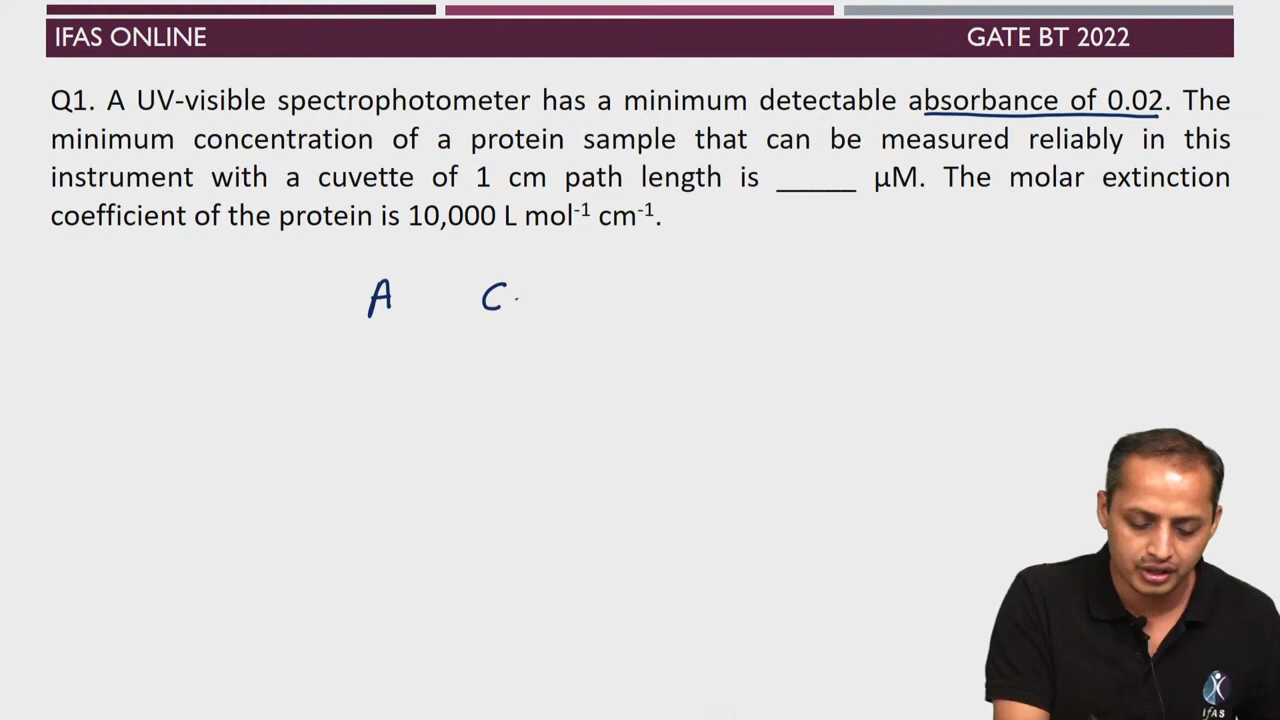 IFAS ONLINE
GATE BT 2022
Q1. A UV-visible spectrophotometer has a minimum detectable absorbance of 0.02. The
minimum concentration of a protein sample that can be measured reliably in this
instrument with a cuvette of 1 cm path length is _____ µM. The molar extinction
coefficient of the protein is 10,000 L mol⁻¹ cm⁻¹.
A C
IFAS